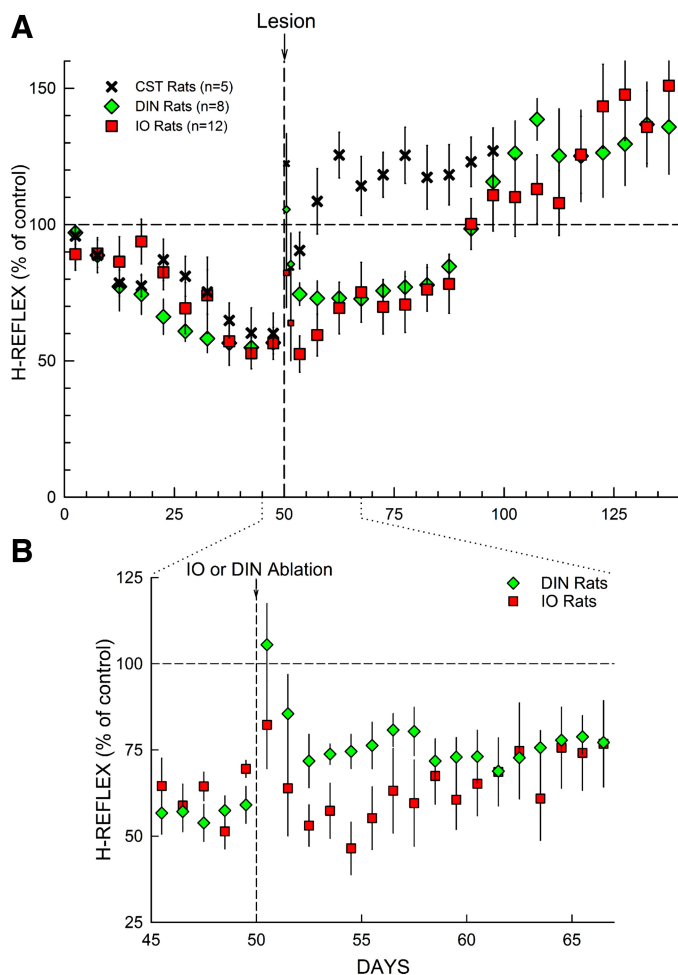 A
Lesion
150
100
50
0
H-REFLEX (% of control)
CST Rats (n=5)
DIN Rats (n=8)
IO Rats (n=12)
0 25 50 75 100 125
B
IO or DIN Ablation
125
100
75
50
25
H-REFLEX (% of control)
DIN Rats
IO Rats
45 50 55 60 65
DAYS